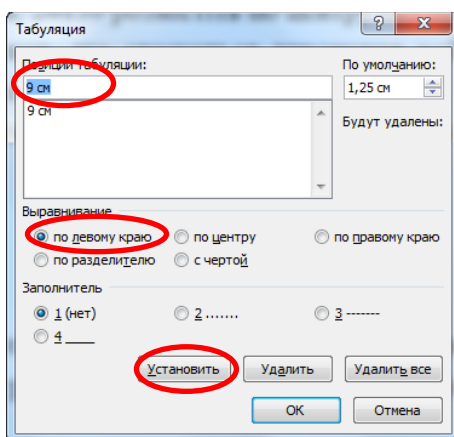 Табуляция
Позиции табуляции: По умолчанию:
9 см 1,25 см
9 см
Будут удалены:
Выравнивание
по левому краю по центру по правому краю
по разделителю с чертой
Заполнитель
1 (нет) 2 ....... 3 -------
4 ____
Установить Удалить Удалить все
ОК Отмена